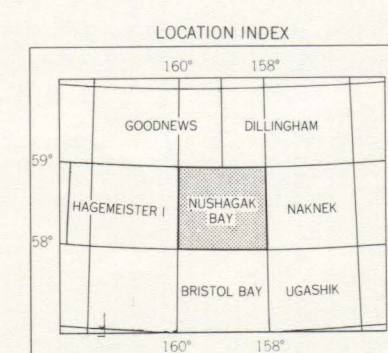 LOCATION INDEX
160° 158°
GOODNEWS DILLINGHAM
59°
HAGEMEISTER I NUSHAGAK NAKNEK
BAY
58°
BRISTOL BAY UGASHIK
160° 158°